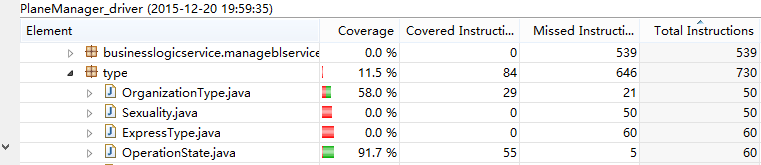 PlaneManager_driver (2015-12-20 19:59:35)
Element Coverage Covered Instructi... Missed Instructi... Total Instructions
businesslogicservice.manageblservice 0.0 % 0 539 539
type 11.5 % 84 646 730
OrganizationType.java 58.0 % 29 21 50
Sexuality.java 0.0 % 0 50 50
ExpressType.java 0.0 % 0 60 60
OperationState.java 91.7 % 55 5 60